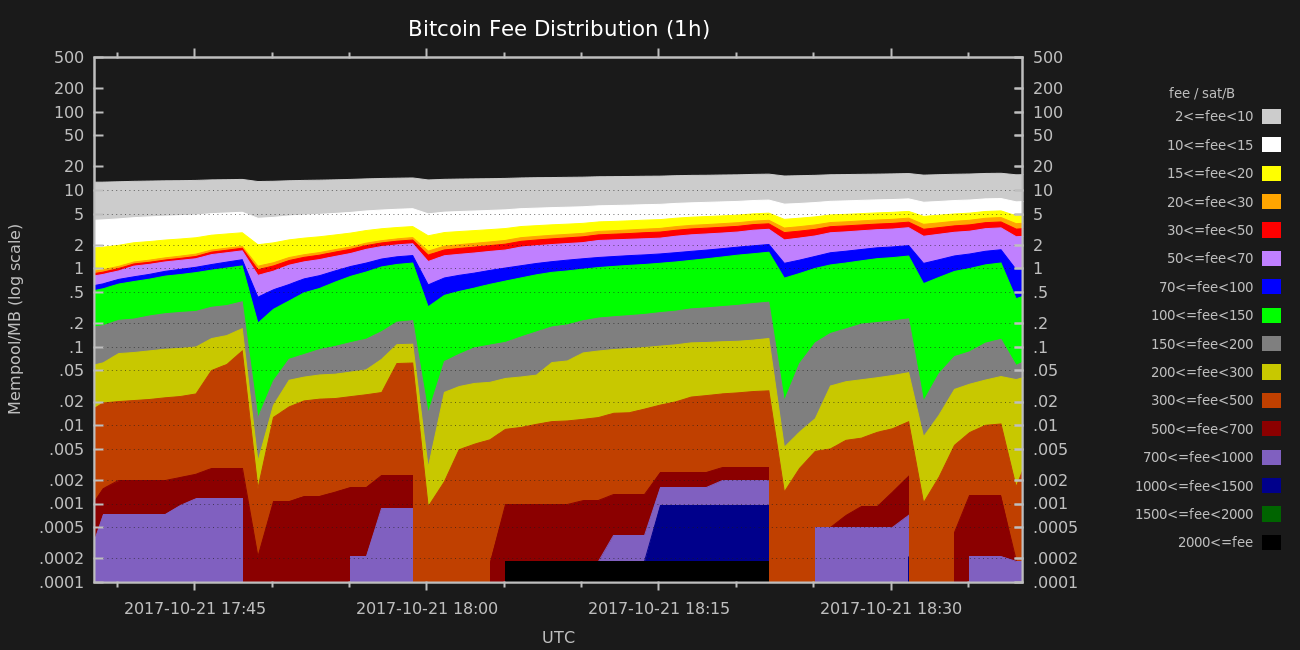 Bitcoin Fee Distribution (1h)
Mempool/MB (log scale)
500
200
100
50
20
10
5
2
1
.5
.2
.1
.05
.02
.01
.005
.002
.001
.0005
.0002
.0001
500
200
100
50
20
10
5
2
1
.5
.2
.1
.05
.02
.01
.005
.002
.001
.0005
.0002
.0001
2017-10-21 17:45
2017-10-21 18:00
2017-10-21 18:15
2017-10-21 18:30
UTC
fee / sat/B
2<=fee<10
10<=fee<15
15<=fee<20
20<=fee<30
30<=fee<50
50<=fee<70
70<=fee<100
100<=fee<150
150<=fee<200
200<=fee<300
300<=fee<500
500<=fee<700
700<=fee<1000
1000<=fee<1500
1500<=fee<2000
2000<=fee